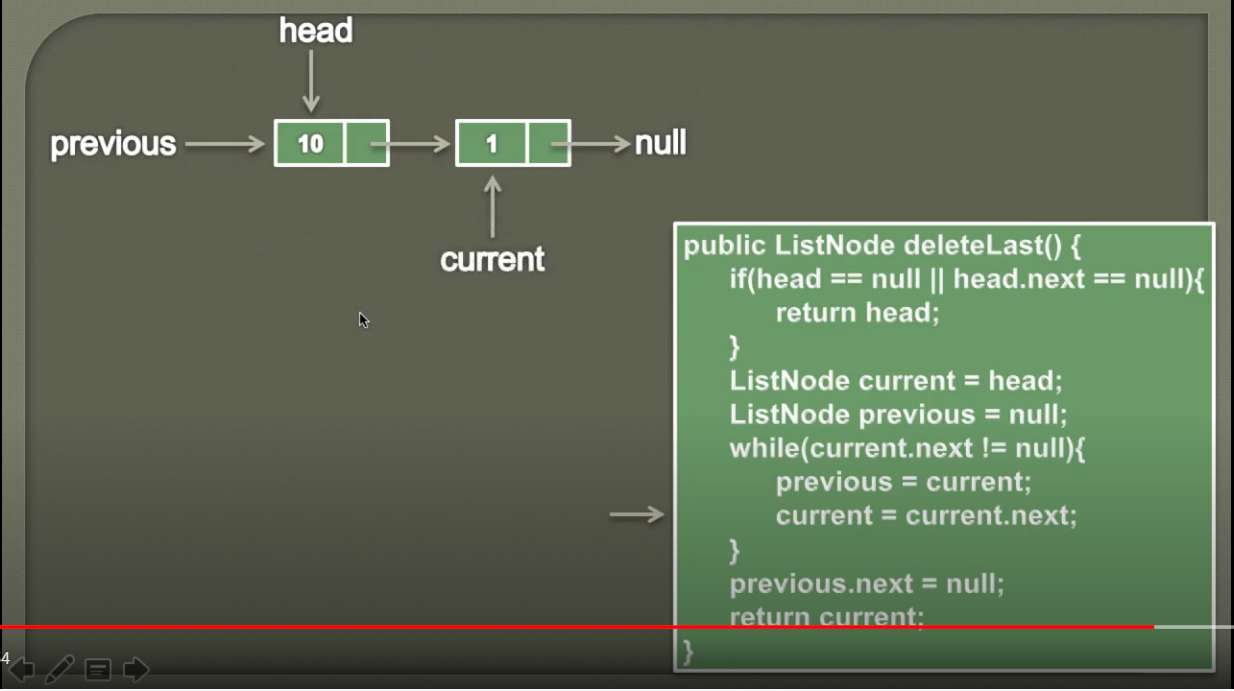 head
previous 10 1 null
current
public ListNode deleteLast() {
if(head == null || head.next == null){
return head;
}
ListNode current = head;
ListNode previous = null;
while(current.next != null){
previous = current;
current = current.next;
}
previous.next = null;
return current;
}
4